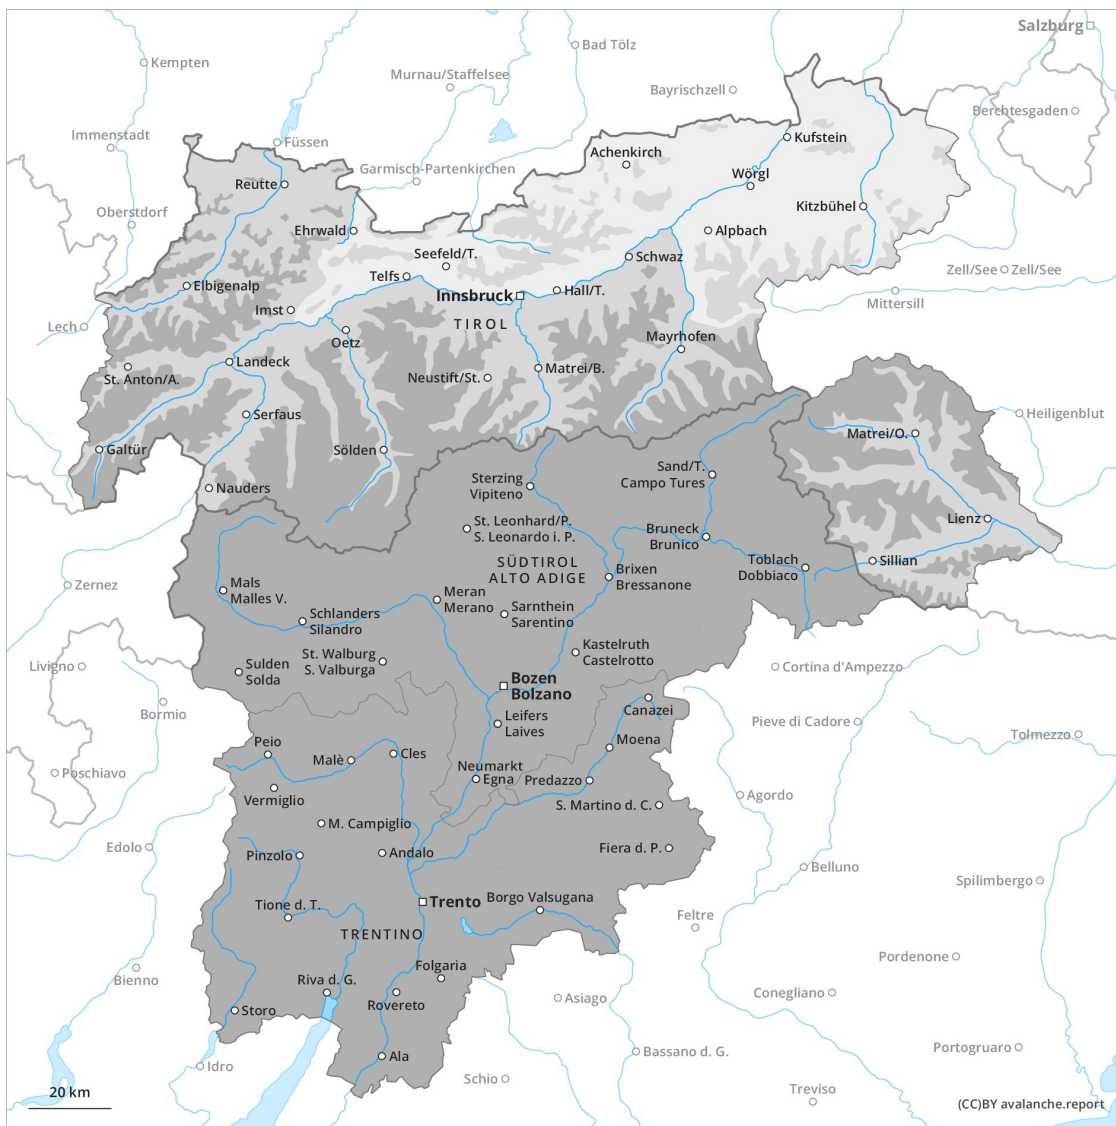 Salzburg
Kempten
Bad Tölz
Murnau/Staffelsee
Bayrischzell
Berchtesgaden
Immenstadt
Füssen
Kufstein
Achenkirch
Garmisch-Partenkirchen
Wörgl
Reutte
Oberstdorf
Kitzbühel
Ehrwald
Alpbach
Seefeld/T.
Schwaz
Telfs
Zell/See
Zell/See
Elbigenalp
Innsbruck
Hall/T.
Mittersill
Imst
Lech
TIROL
Oetz
Mayrhofen
Landeck
Matrei/B.
St. Anton/A.
Neustift/St.
Serfaus
Heiligenblut
Matrei/O.
Galtür
Sölden
Sand/T.
Campo Tures
Sterzing
Vipiteno
Nauders
Lienz
St. Leonhard/P.
S. Leonardo i. P.
Bruneck
Brunico
SÜDTIROL
ALTO ADIGE
Toblach
Dobbiaco
Sillian
Brixen
Bressanone
Zernez
Mals
Malles V.
Meran
Merano
Sarnthein
Sarentino
Schlanders
Silandro
Kastelruth
Castelrotto
St. Walburg
S. Valburga
Livigno
Sulden
Solda
Cortina d'Ampezzo
Bozen
Bolzano
Canazei
Bormio
Leifers
Laives
Pieve di Cadore
Tolmezzo
Peio
Moena
Malè
Cles
Neumarkt
Egna
Predazzo
Poschiavo
Vermiglio
S. Martino d. C.
Agordo
M. Campiglio
Edolo
Pinzolo
Andalo
Fiera d. P.
Belluno
Spilimbergo
Trento
Borgo Valsugana
Tione d. T.
Feltre
TRENTINO
Pordenone
Bienno
Folgaria
Riva d. G.
Rovereto
Asiago
Conegliano
Storo
Portogruaro
Ala
Bassano d. G.
Idro
Schio
Treviso
20 km
(CC)BY avalanche.report